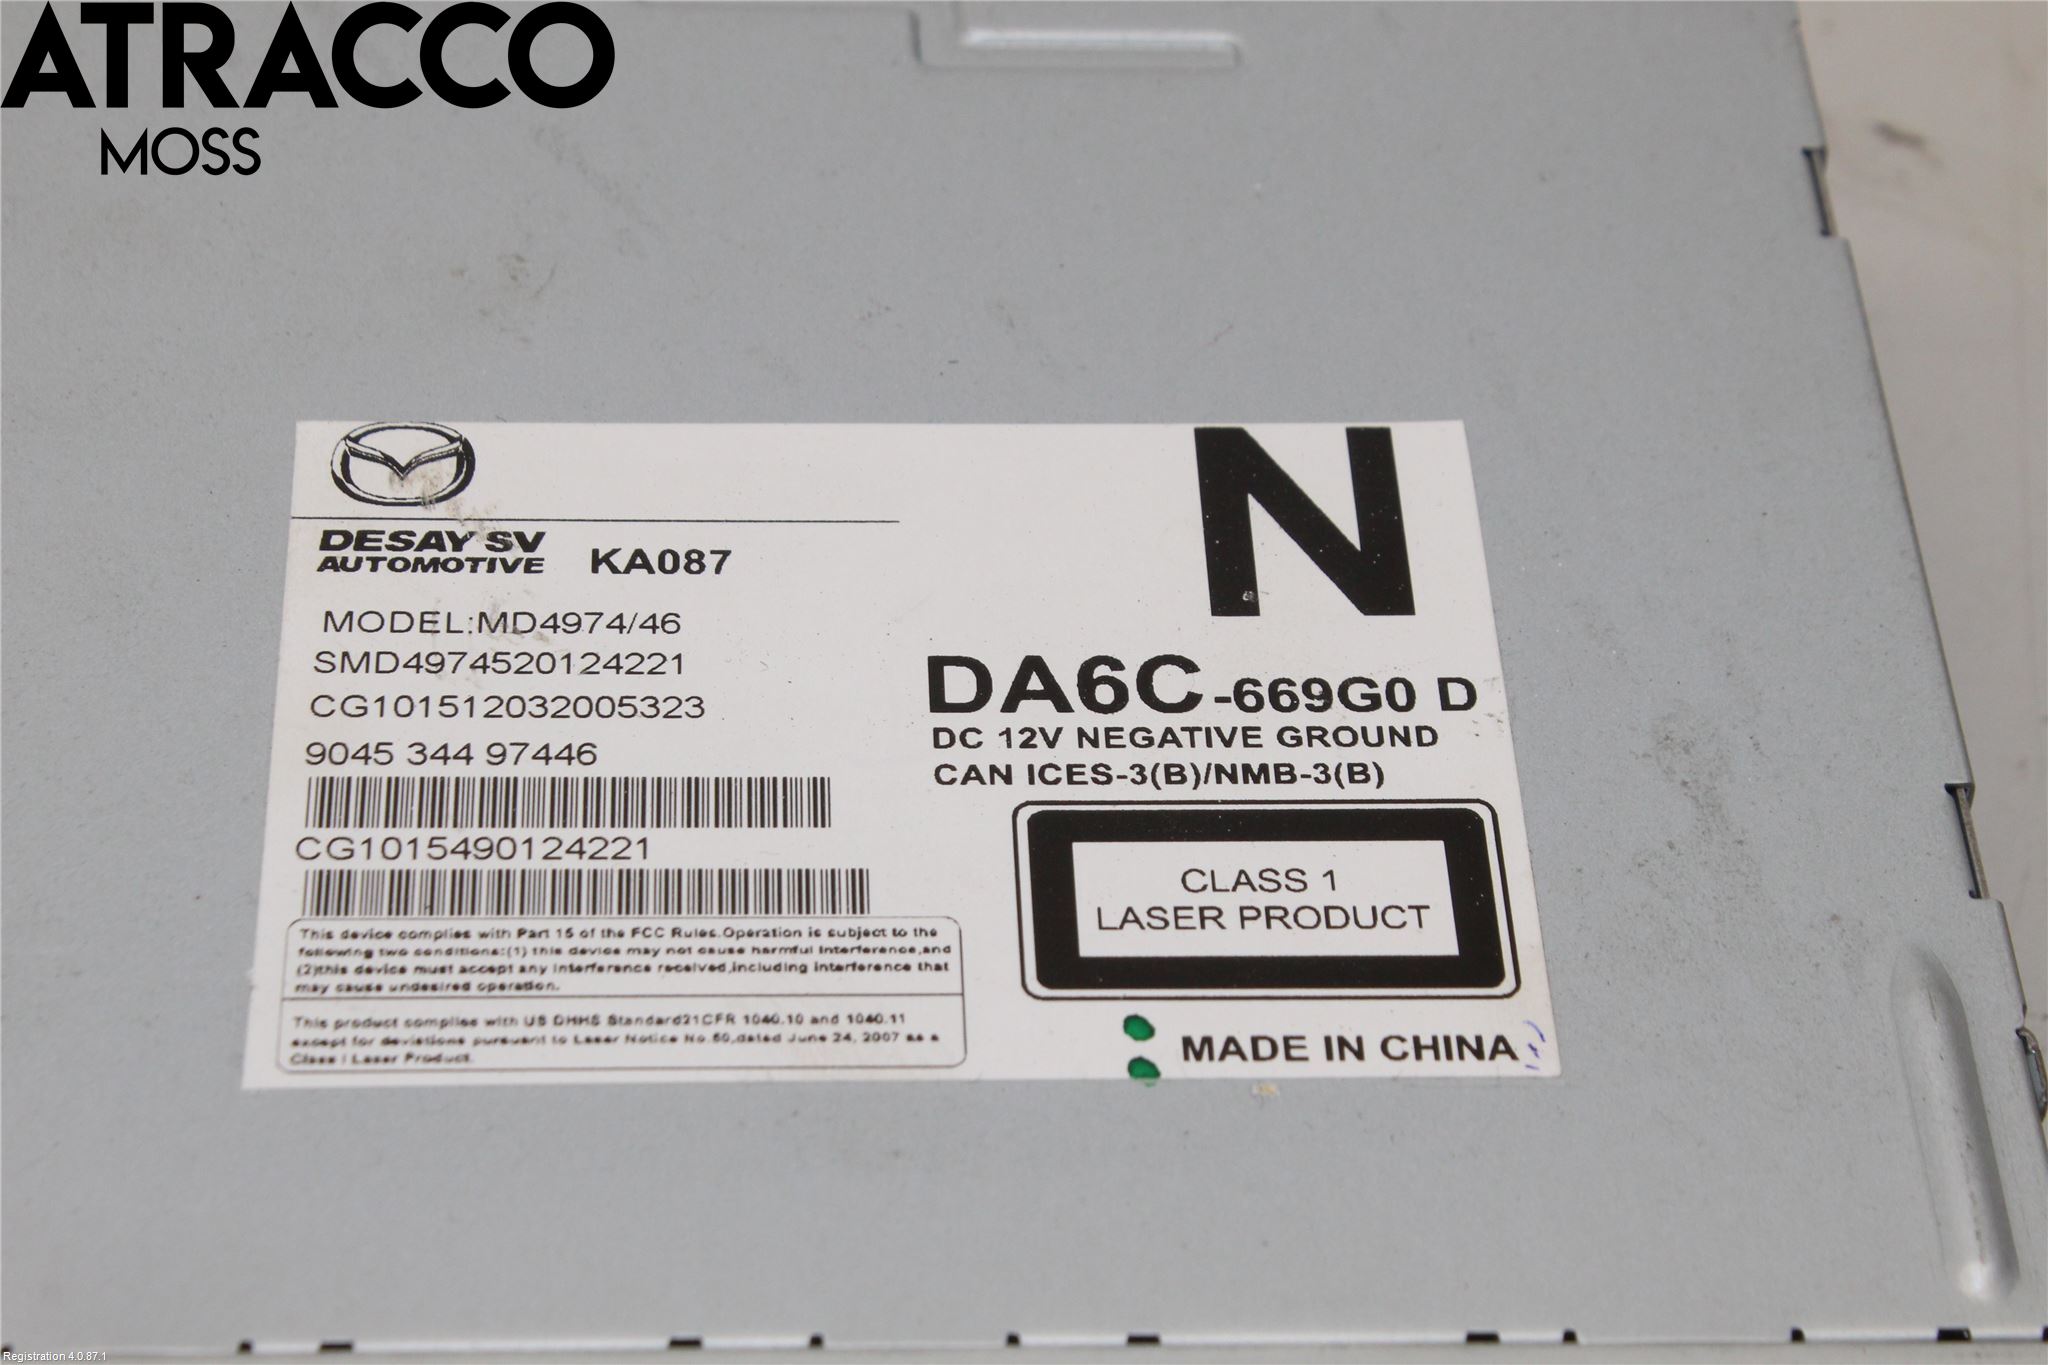 ATRACCO
MOSS
N
DESAY SV
AUTOMOTIVE KA087
MODEL:MD4974/46
SMD4974520124221
CG101512032005323
9045 344 97446
CG1015490124221
This device complies with Part 15 of the FCC Rules.Operation is subject to the
following two conditions:(1) this device may not cause harmful interference,and
(2)this device must accept any interference received,including interference that
may cause undesired operation.
This product complies with US DHHS Standard21CFR 1040.10 and 1040.11
except for deviations pursuant to Laser Notice No.50,dated June 24, 2007 as a
Class I Laser Product.
DA6C-669G0 D
DC 12V NEGATIVE GROUND
CAN ICES-3(B)/NMB-3(B)
CLASS 1
LASER PRODUCT
MADE IN CHINA
Registration 4.0.87.1